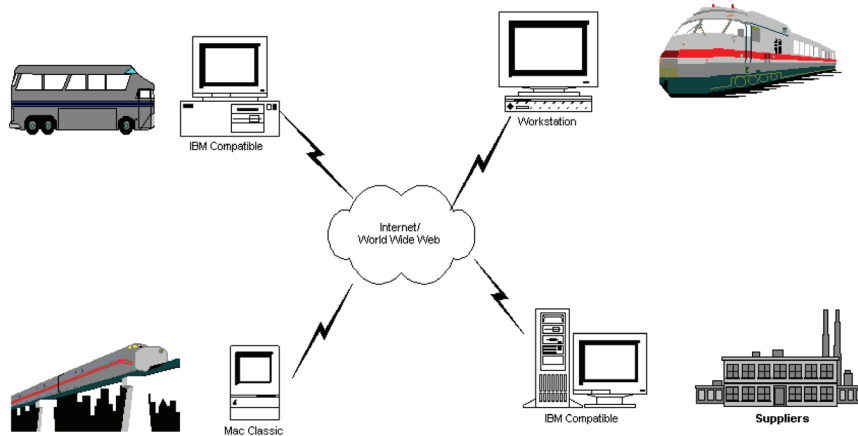 Workstation
IBM Compatible
Internet/
World Wide Web
IBM Compatible
Suppliers
Mac Classic